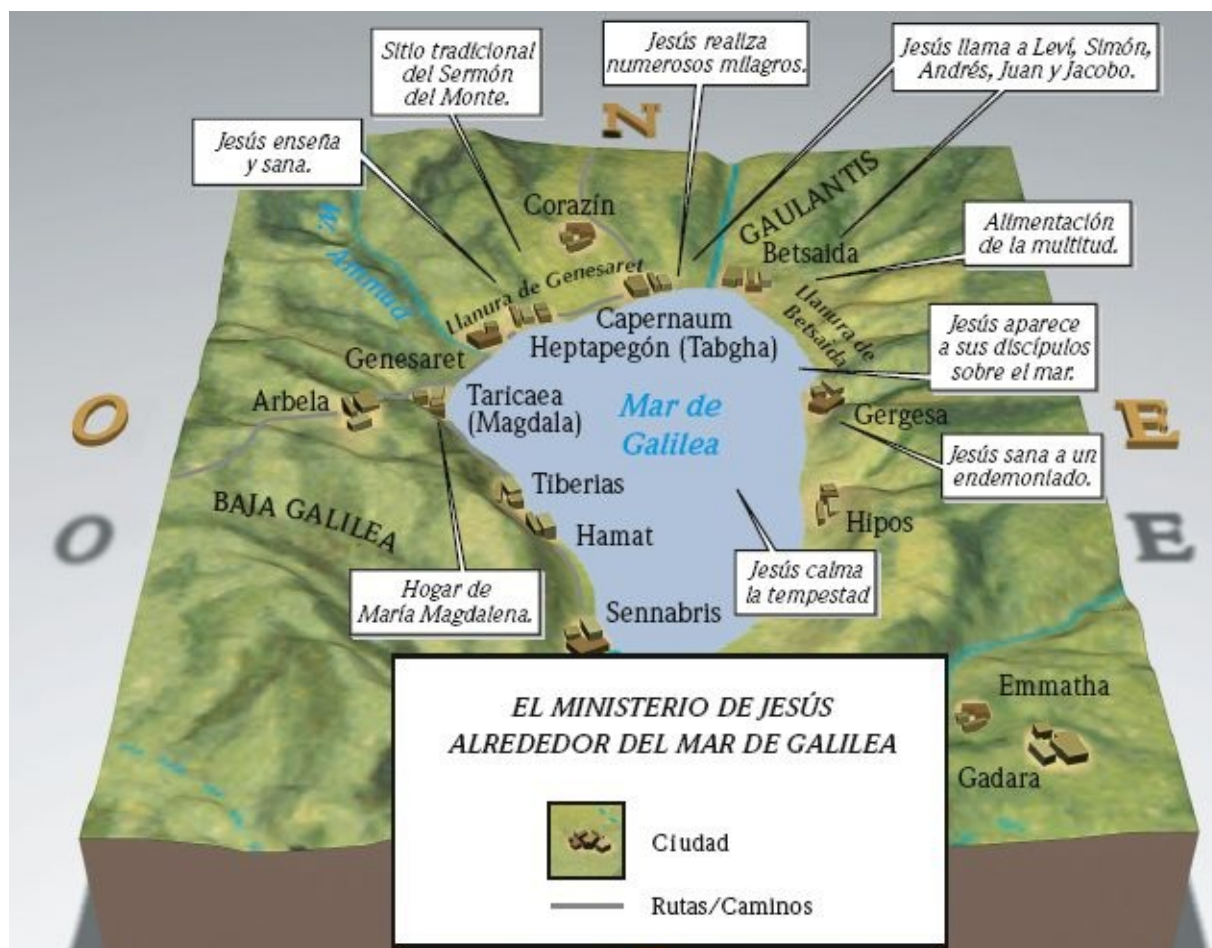 Jesús realiza
numerosos milagros.
Jesús llama a Leví, Simón,
Andrés, Juan y Jacobo.
Sitio tradicional
del Sermón
del Monte.
Jesús enseña
y sana.
N
Corazín
GAULANTIS
Betsaida
Alimentación
de la multitud.
W. Ammud
Llanura de Genesaret
Llanura de
Betsaida
Capernaum
Heptapegón (Tabgha)
Jesús aparece
a sus discípulos
sobre el mar.
Genesaret
O
Arbela
Taricaea
(Magdala)
Mar de
Galilea
Gergesa
E
Jesús sana a un
endemoniado.
Tiberias
BAJA GALILEA
Hamat
Hipos
O
E
Hogar de
María Magdalena.
Jesús calma
la tempestad
Sennabris
EL MINISTERIO DE JESÚS
ALREDEDOR DEL MAR DE GALILEA
Emmatha
Gadara
Ciudad
Rutas/Caminos